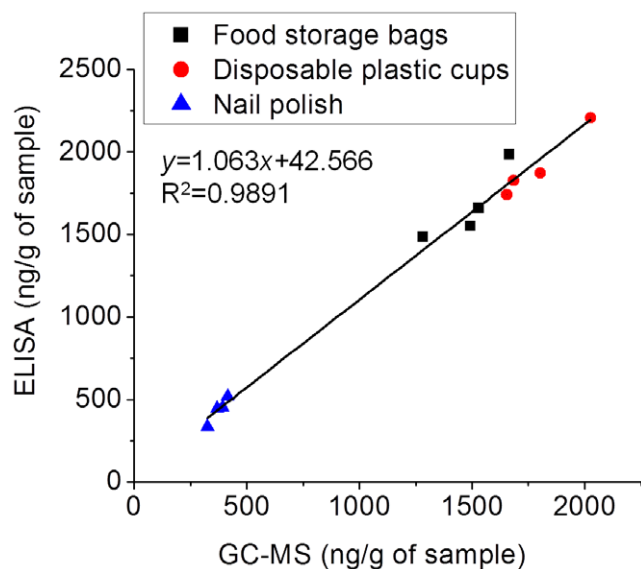 Food storage bags
Disposable plastic cups
Nail polish
y=1.063x+42.566
R²=0.9891
ELISA (ng/g of sample)
2500
2000
1500
1000
500
0
0 500 1000 1500 2000
GC-MS (ng/g of sample)